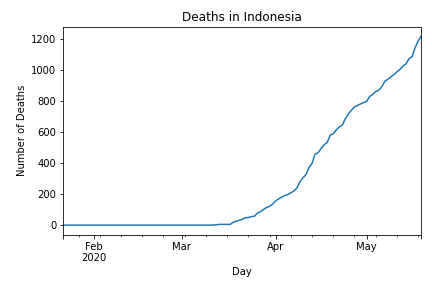 Deaths in Indonesia
1200
1000
800
600
400
200
0
Number of Deaths
Feb
2020
Mar
Apr
May
Day